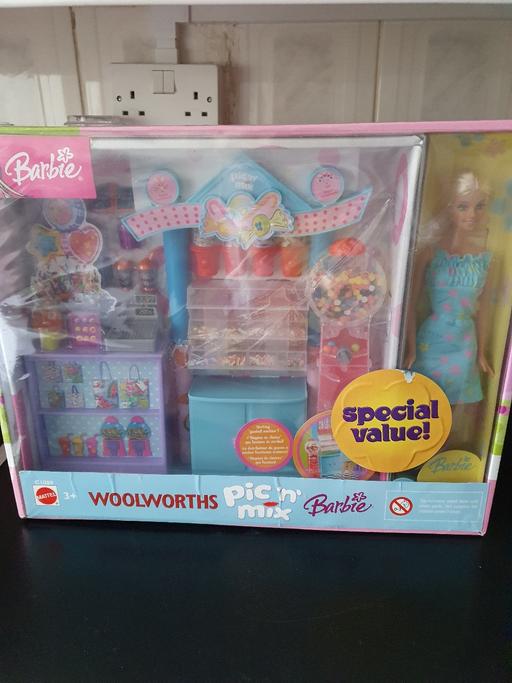 Barbie
pic n' mix
special
value!
Barbie
MATTEL
3+
WOOLWORTHS
Pic 'n' mix
Barbie